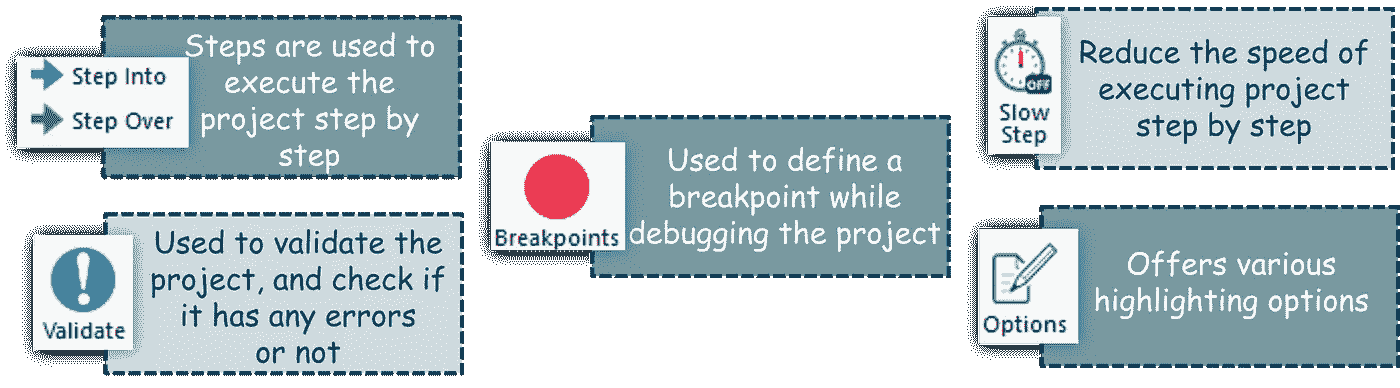 Step Into
Step Over
Steps are used to
execute the
project step by
step
Validate
Used to validate the
project, and check if
it has any errors
or not
Breakpoints
Used to define a
breakpoint while
debugging the project
OFF
Slow
Step
Reduce the speed of
executing project
step by step
Options
Offers various
highlighting options